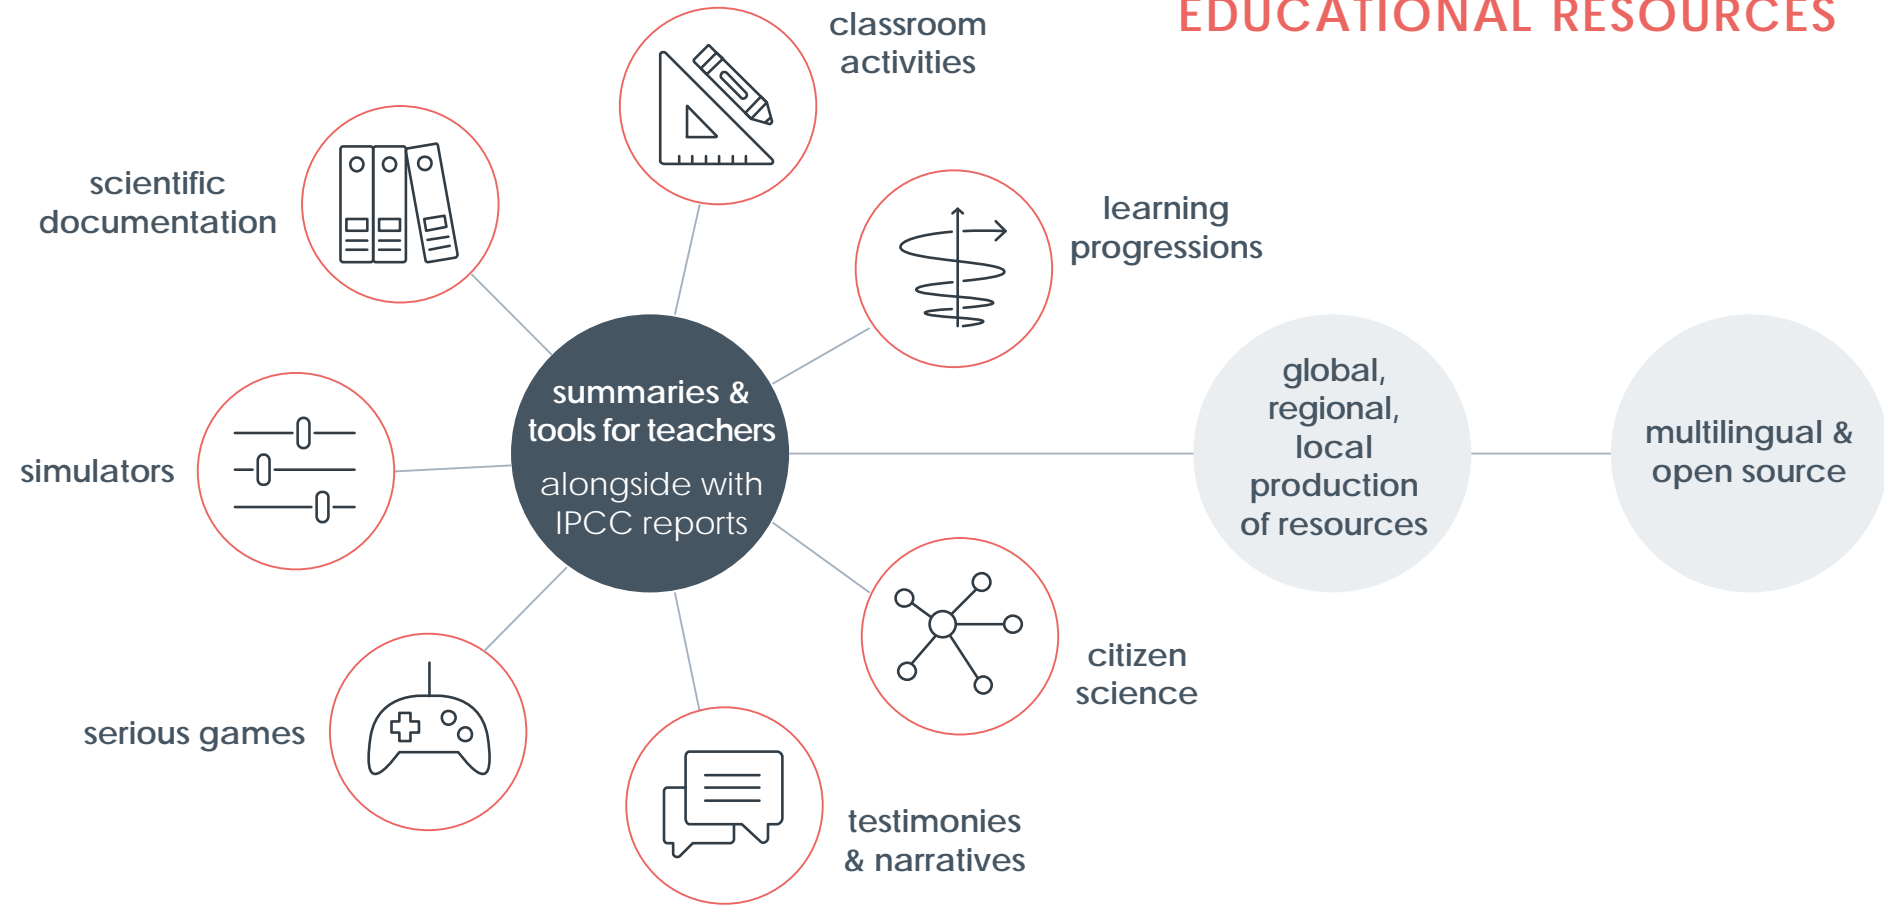 EDUCATIONAL RESOURCES
classroom
activities
scientific
documentation
learning
progressions
summaries &
tools for teachers
alongside with
IPCC reports
global,
regional,
local
production
of resources
multilingual &
open source
simulators
citizen
science
serious games
testimonies
& narratives